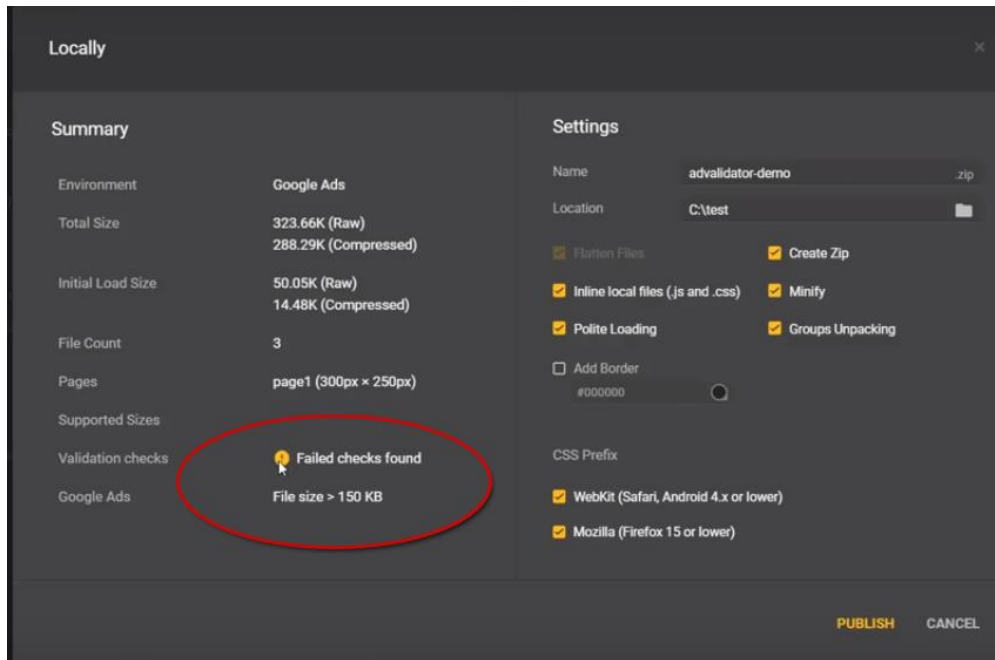 Locally
Summary
Environment Google Ads
Total Size 323.66K (Raw)
288.29K (Compressed)
Initial Load Size 50.05K (Raw)
14.48K (Compressed)
File Count 3
Pages page1 (300px × 250px)
Supported Sizes
Validation checks Failed checks found
Google Ads File size > 150 KB
Settings
Name advalidator-demo .zip
Location C:\test
Flatten Files Create Zip
Inline local files (.js and .css) Minify
Polite Loading Groups Unpacking
Add Border
#000000
CSS Prefix
WebKit (Safari, Android 4.x or lower)
Mozilla (Firefox 15 or lower)
PUBLISH CANCEL